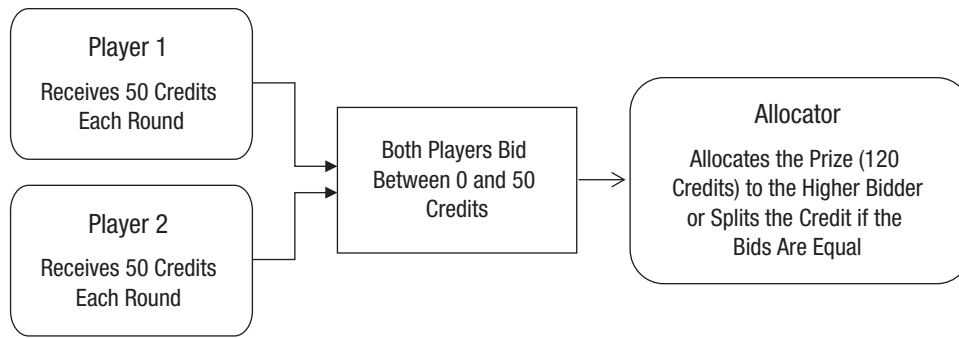 Player 1
Receives 50 Credits
Each Round
Player 2
Receives 50 Credits
Each Round
Both Players Bid
Between 0 and 50
Credits
Allocator
Allocates the Prize (120
Credits) to the Higher Bidder
or Splits the Credit if the
Bids Are Equal